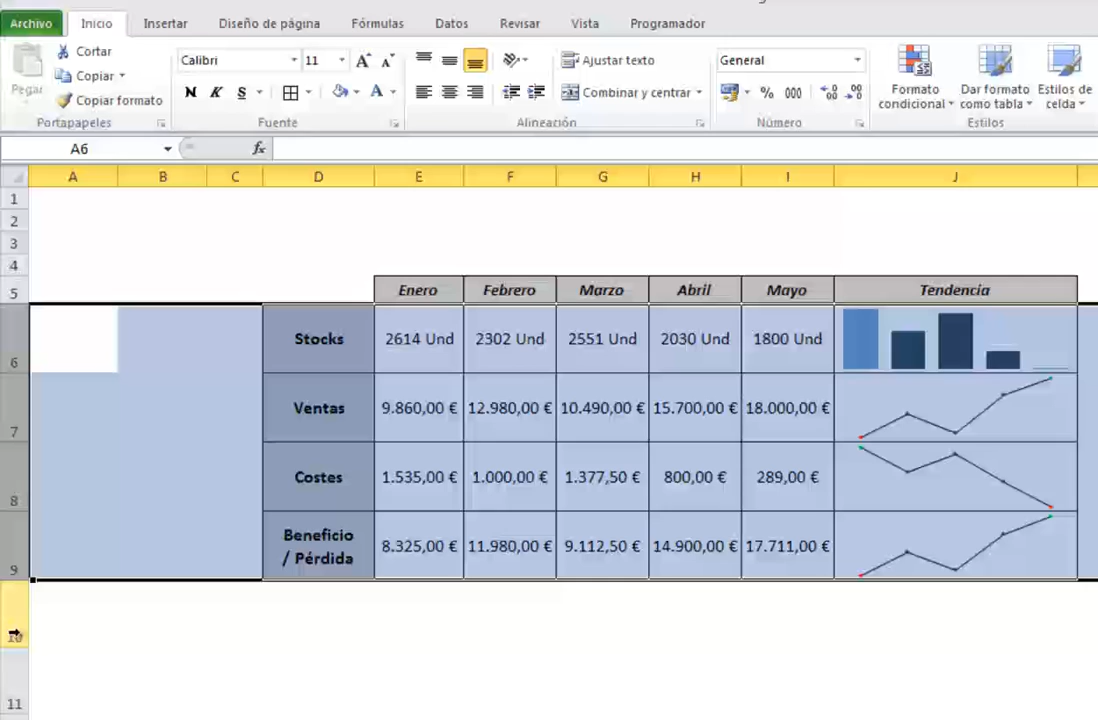 Archivo Inicio Insertar Diseño de página Fórmulas Datos Revisar Vista Programador
Pegar
Cortar
Copiar
Copiar formato
Portapapeles
Calibri 11
N K S
Fuente
Ajustar texto
Combinar y centrar
Alineación
General
% 000
Número
Formato condicional
Dar formato como tabla
Estilos de celda
Estilos
A6 fx
A B C D E F G H I J
1
2
3
4
5 Enero Febrero Marzo Abril Mayo Tendencia
6 Stocks 2614 Und 2302 Und 2551 Und 2030 Und 1800 Und
7 Ventas 9.860,00 € 12.980,00 € 10.490,00 € 15.700,00 € 18.000,00 €
8 Costes 1.535,00 € 1.000,00 € 1.377,50 € 800,00 € 289,00 €
9 Beneficio / Pérdida 8.325,00 € 11.980,00 € 9.112,50 € 14.900,00 € 17.711,00 €
10
11